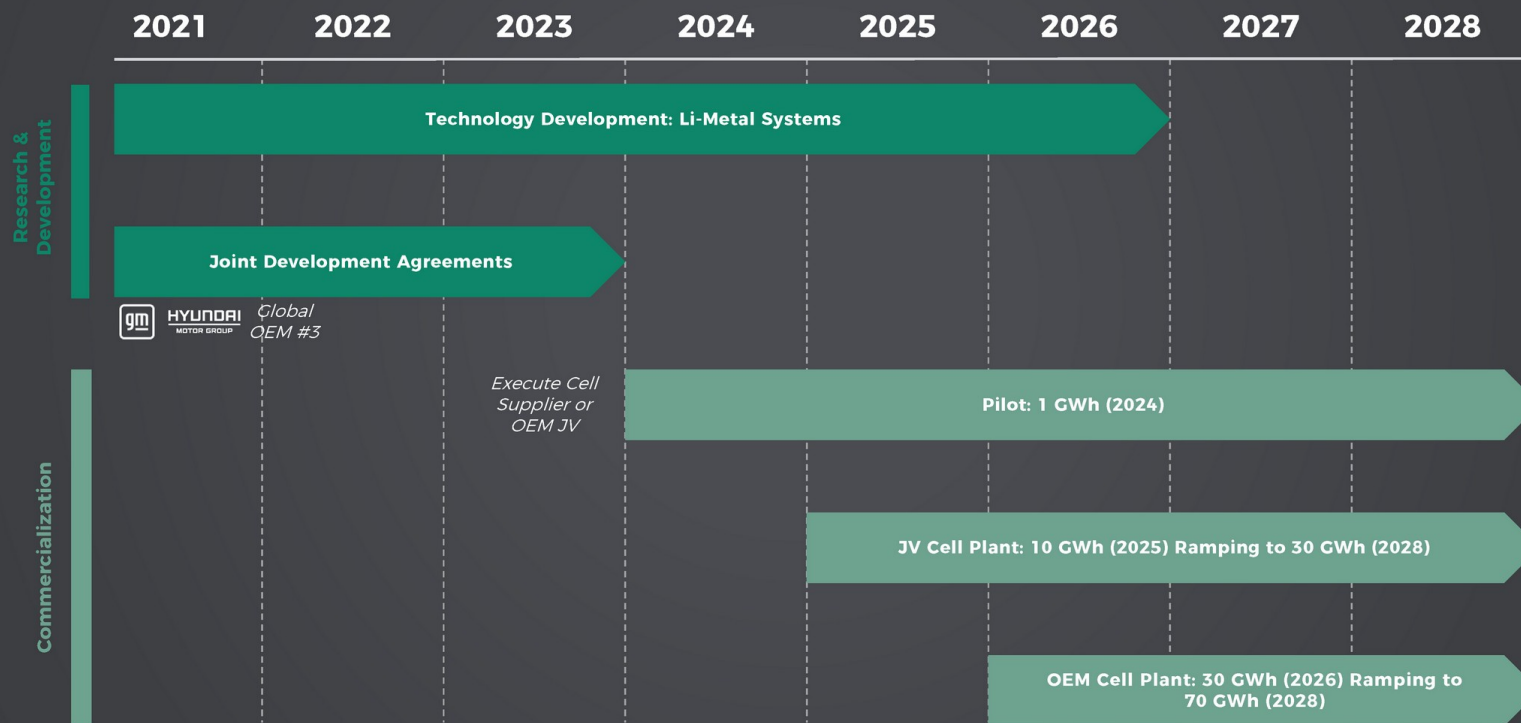 2021 2022 2023 2024 2025 2026 2027 2028
Research &
Development
Technology Development: Li-Metal Systems
Joint Development Agreements
gm
HYUNDAI
MOTOR GROUP
Global
OEM #3
Commercialization
Execute Cell
Supplier or
OEM JV
Pilot: 1 GWh (2024)
JV Cell Plant: 10 GWh (2025) Ramping to 30 GWh (2028)
OEM Cell Plant: 30 GWh (2026) Ramping to
70 GWh (2028)